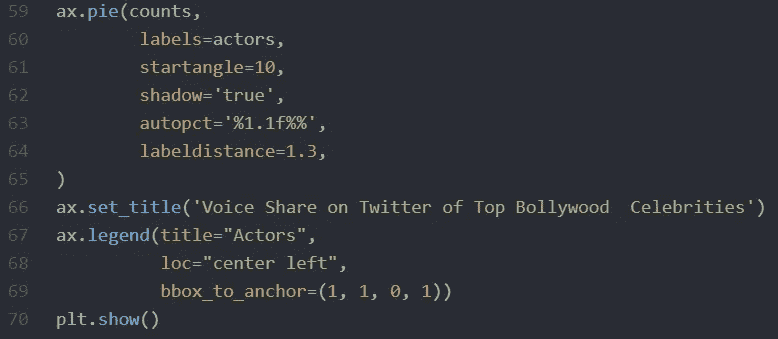 59 ax.pie(counts,
60         labels=actors,
61         startangle=10,
62         shadow='true',
63         autopct='%1.1f%%',
64         labeldistance=1.3,
65 )
66 ax.set_title('Voice Share on Twitter of Top Bollywood  Celebrities')
67 ax.legend(title="Actors",
68           loc="center left",
69           bbox_to_anchor=(1, 1, 0, 1))
70 plt.show()